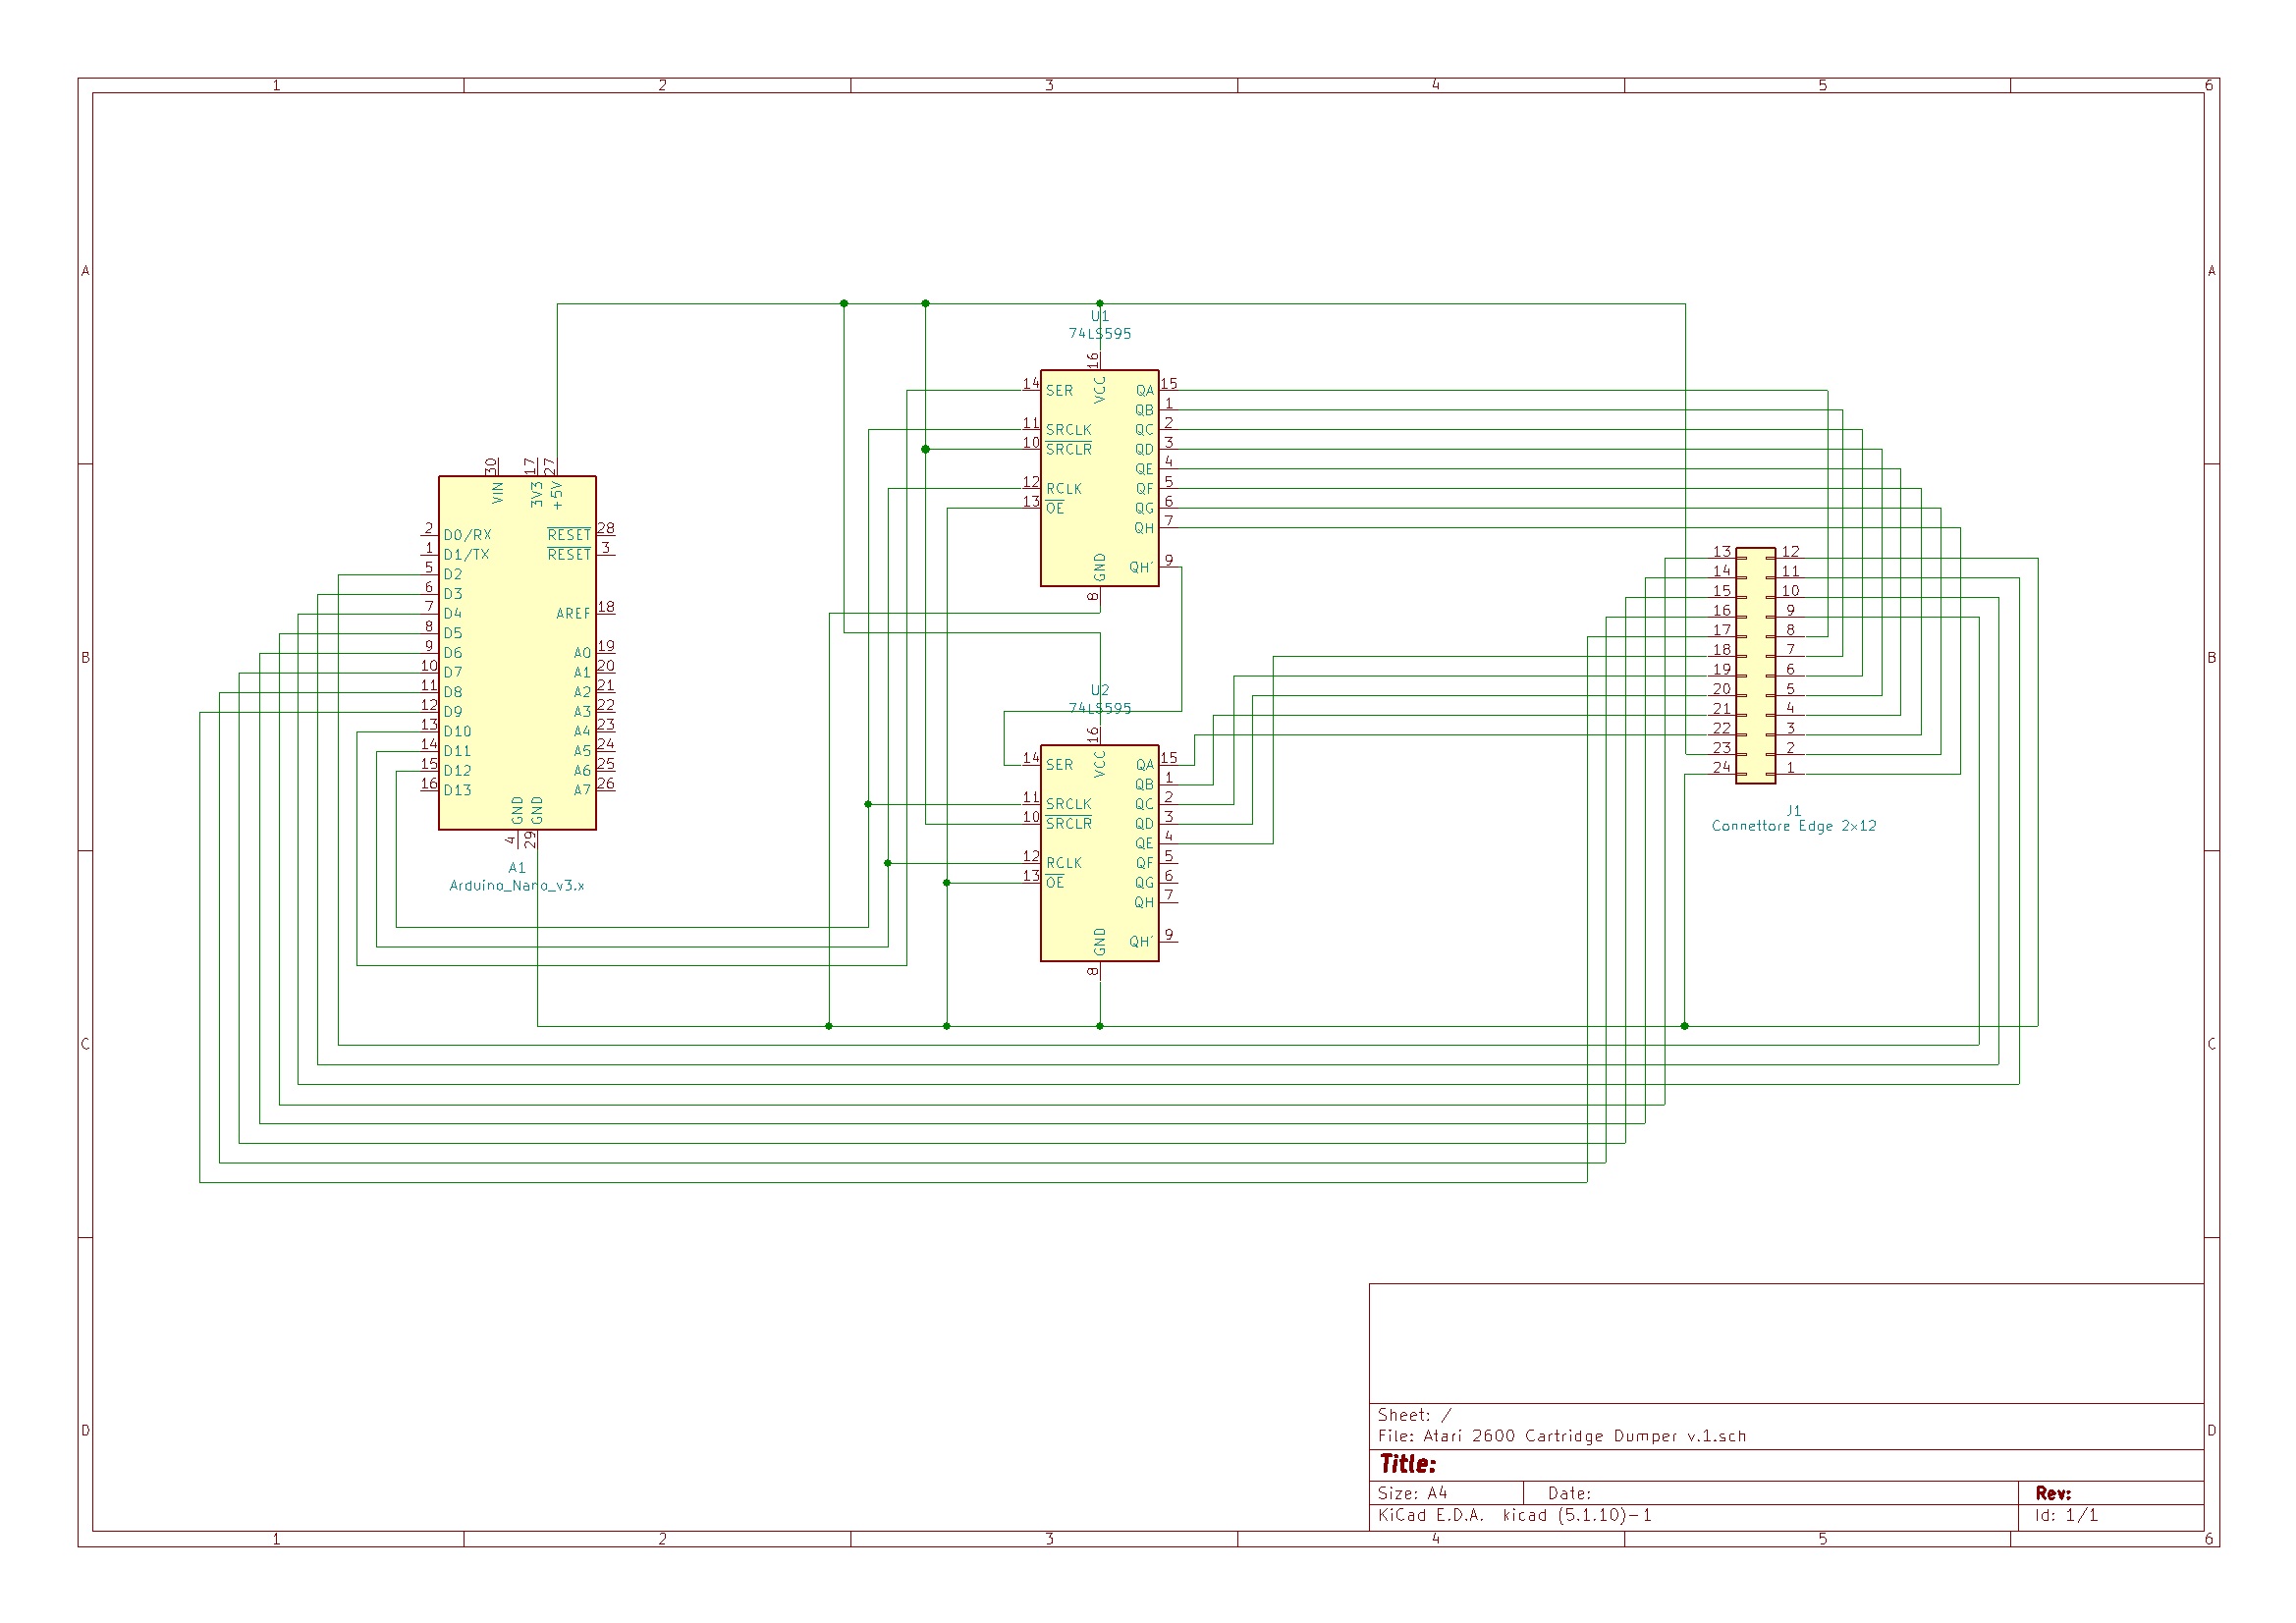 1 2 3 4 5 6
A A
B B
C C
D D
U1
74LS595
16
VCC
14 SER QA 15
QB 1
11 SRCLK QC 2
10 SRCLR QD 3
QE 4
12 RCLK QF 5
13 OE QG 6
QH 7
GND
QH' 9
8
30 17 27
VIN 3V3 +5V
2 D0/RX RESET 28
1 D1/TX RESET 3
5 D2
6 D3
7 D4 AREF 18
8 D5
9 D6 A0 19
10 D7 A1 20
11 D8 A2 21
12 D9 A3 22
13 D10 A4 23
14 D11 A5 24
15 D12 A6 25
16 D13 A7 26
GND GND
4 29
A1
Arduino_Nano_v3.x
U2
74LS595
16
VCC
14 SER QA 15
QB 1
11 SRCLK QC 2
10 SRCLR QD 3
QE 4
12 RCLK QF 5
13 OE QG 6
QH 7
GND
QH' 9
8
13 12
14 11
15 10
16 9
17 8
18 7
19 6
20 5
21 4
22 3
23 2
24 1
J1
Connettore Edge 2x12
Sheet: /
File: Atari 2600 Cartridge Dumper v.1.sch
Title:
Size: A4 Date: Rev:
KiCad E.D.A. kicad (5.1.10)-1 Id: 1/1
1 2 3 4 5 6